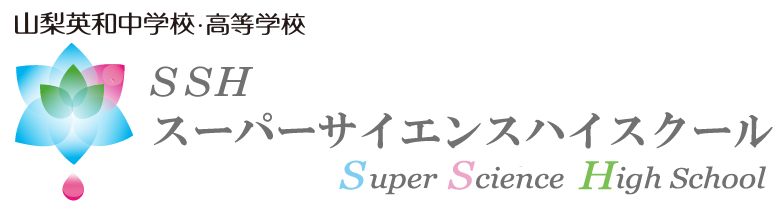 山梨英和中学校・高等学校
SSH
スーパーサイエンスハイスクール
Super Science High School